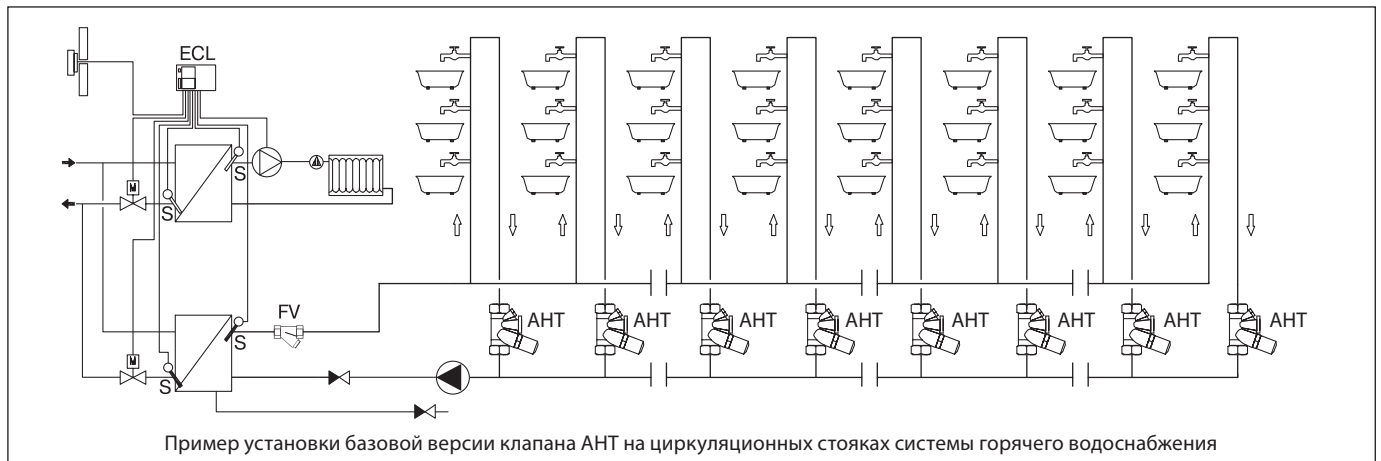 ECL
M
S
S
M
S
S
FV
AHT
AHT
AHT
AHT
AHT
AHT
AHT
AHT
Пример установки базовой версии клапана АНТ на циркуляционных стояках системы горячего водоснабжения